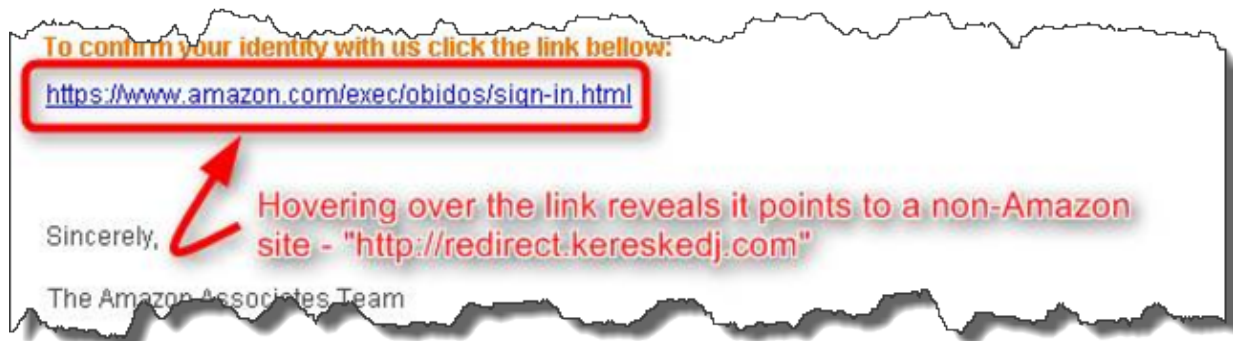 To confirm your identity with us click the link bellow:
https://www.amazon.com/exec/obidos/sign-in.html
Hovering over the link reveals it points to a non-Amazon
site - "http://redirect.kereskedj.com"
Sincerely,
The Amazon Associates Team